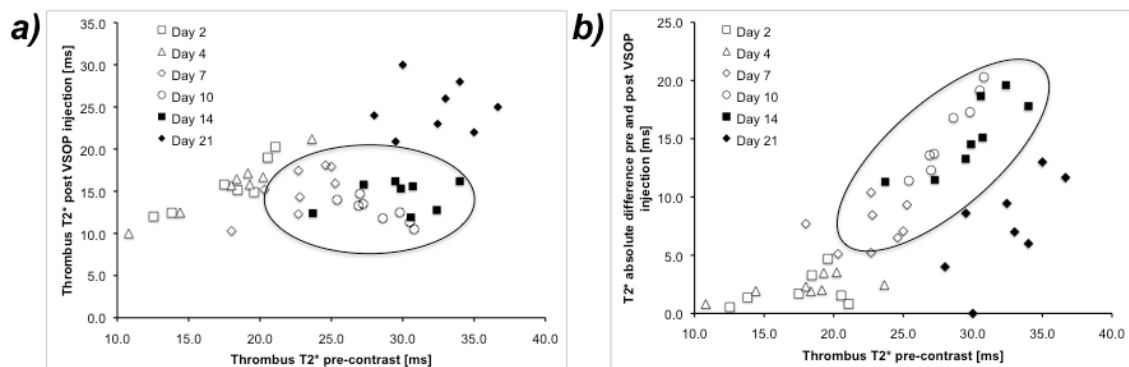 a)
35.0
30.0
25.0
20.0
15.0
10.0
5.0
0.0
Thrombus T2* post VSOP injection [ms]
Day 2
Day 4
Day 7
Day 10
Day 14
Day 21
10.0 15.0 20.0 25.0 30.0 35.0 40.0
Thrombus T2* pre-contrast [ms]
b)
25.0
20.0
15.0
10.0
5.0
0.0
T2* absolute difference pre and post VSOP
injection [ms]
Day 2
Day 4
Day 7
Day 10
Day 14
Day 21
10.0 15.0 20.0 25.0 30.0 35.0 40.0
Thrombus T2* pre-contrast [ms]